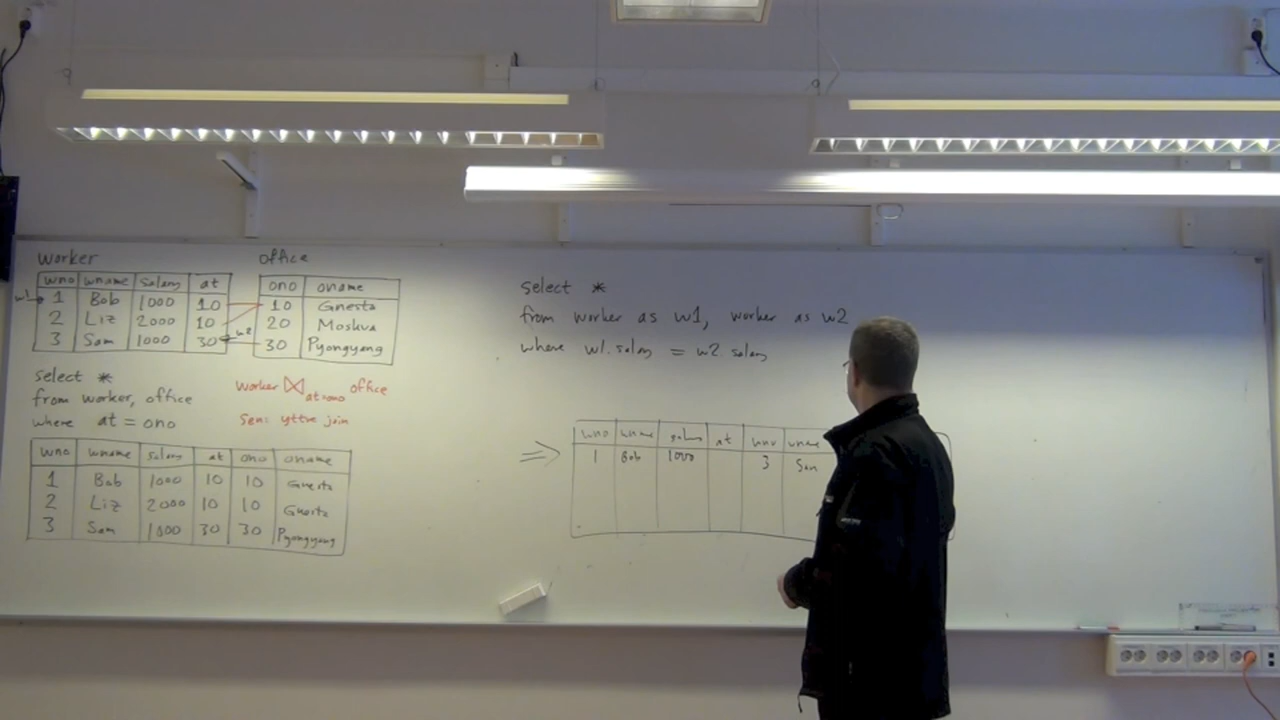 worker
wno wname salary at
w1 1 Bob 1000 10
2 Liz 2000 10
3 Sam 1000 30 w2
office
ono oname
10 Gnesta
20 Moskva
30 Pyongyang
select *
from worker, office
where at = ono
worker ⋈ at=ono office
Sen: yttre join
wno wname salary at ono oname
1 Bob 1000 10 10 Gnesta
2 Liz 2000 10 10 Gnesta
3 Sam 1000 30 30 Pyongyang
select *
from worker as w1, worker as w2
where w1.salary = w2.salary
⇒
wno wname salary at wno wname
1 Bob 1000 3 Sam